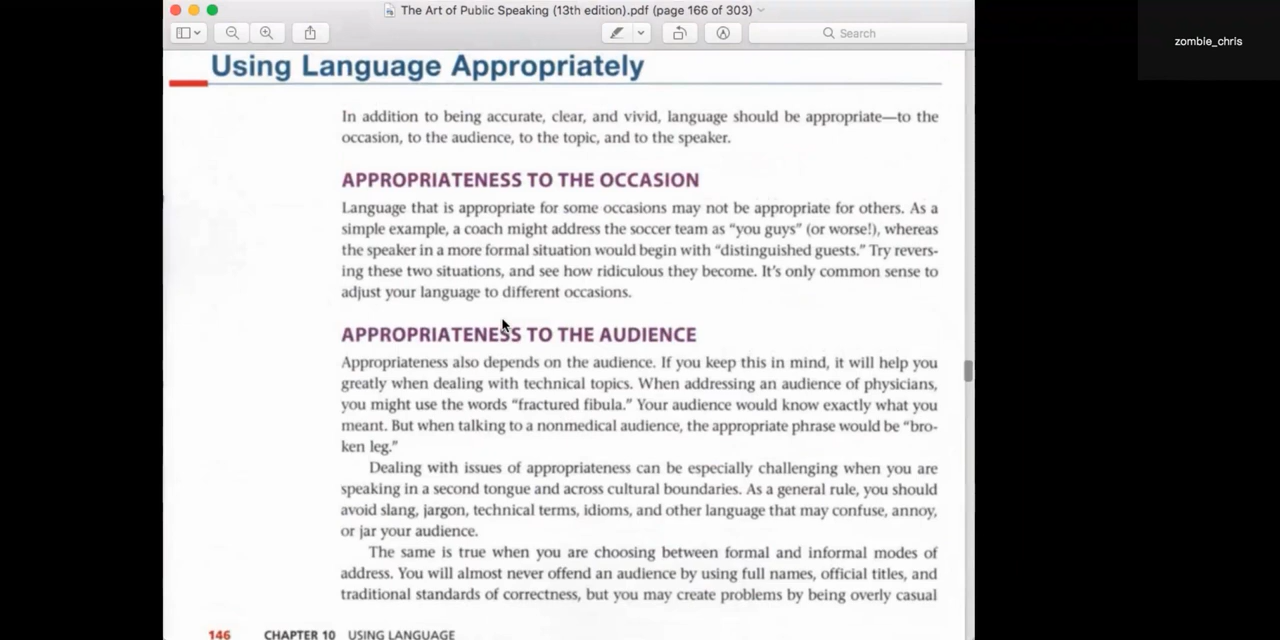 The Art of Public Speaking (13th edition).pdf (page 166 of 303)
Search
zombie_chris
Using Language Appropriately
In addition to being accurate, clear, and vivid, language should be appropriate—to the
occasion, to the audience, to the topic, and to the speaker.
APPROPRIATENESS TO THE OCCASION
Language that is appropriate for some occasions may not be appropriate for others. As a
simple example, a coach might address the soccer team as “you guys” (or worse!), whereas
the speaker in a more formal situation would begin with “distinguished guests.” Try revers-
ing these two situations, and see how ridiculous they become. It’s only common sense to
adjust your language to different occasions.
APPROPRIATENESS TO THE AUDIENCE
Appropriateness also depends on the audience. If you keep this in mind, it will help you
greatly when dealing with technical topics. When addressing an audience of physicians,
you might use the words “fractured fibula.” Your audience would know exactly what you
meant. But when talking to a nonmedical audience, the appropriate phrase would be “bro-
ken leg.”
Dealing with issues of appropriateness can be especially challenging when you are
speaking in a second tongue and across cultural boundaries. As a general rule, you should
avoid slang, jargon, technical terms, idioms, and other language that may confuse, annoy,
or jar your audience.
The same is true when you are choosing between formal and informal modes of
address. You will almost never offend an audience by using full names, official titles, and
traditional standards of correctness, but you may create problems by being overly casual
146 CHAPTER 10 USING LANGUAGE